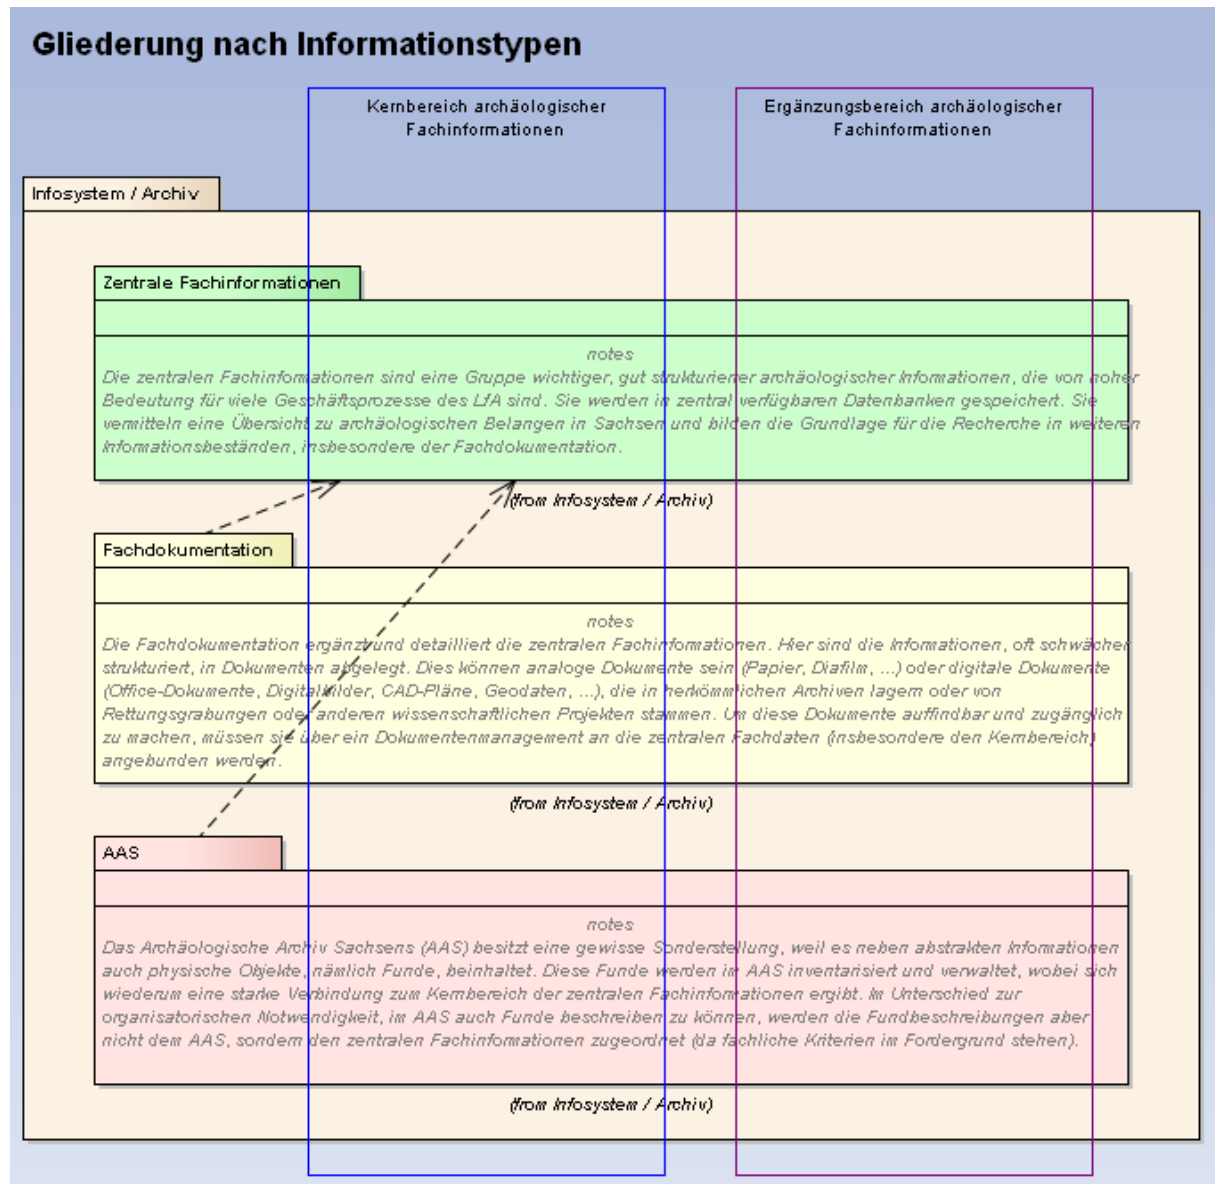 Gliederung nach Informationstypen
Kernbereich archäologischer
Fachinformationen
Ergänzungsbereich archäologischer
Fachinformationen
Infosystem / Archiv
Zentrale Fachinformationen
notes
Die zentralen Fachinformationen sind eine Gruppe wichtiger, gut strukturierter archäologischer Informationen, die von hoher
Bedeutung für viele Geschäftsprozesse des LfA sind. Sie werden in zentral verfügbaren Datenbanken gespeichert. Sie
vermitteln eine Übersicht zu archäologischen Belangen in Sachsen und bilden die Grundlage für die Recherche in weiteren
Informationsbeständen, insbesondere der Fachdokumentation.
(from Infosystem / Archiv)
Fachdokumentation
notes
Die Fachdokumentation ergänzt und detailliert die zentralen Fachinformationen. Hier sind die Informationen, oft schwächer
strukturiert, in Dokumenten abgelegt. Dies können analoge Dokumente sein (Papier, Diafilm, ...) oder digitale Dokumente
(Office-Dokumente, Digitalbilder, CAD-Pläne, Geodaten, ...), die in herkömmlichen Archiven lagern oder von
Rettungsgrabungen oder anderen wissenschaftlichen Projekten stammen. Um diese Dokumente auffindbar und zugänglich
zu machen, müssen sie über ein Dokumentenmanagement an die zentralen Fachdaten (insbesondere den Kernbereich)
angebunden werden.
(from Infosystem / Archiv)
AAS
notes
Das Archäologische Archiv Sachsens (AAS) besitzt eine gewisse Sonderstellung, weil es neben abstrakten Informationen
auch physische Objekte, nämlich Funde, beinhaltet. Diese Funde werden im AAS inventarisiert und verwaltet, wobei sich
wiederum eine starke Verbindung zum Kernbereich der zentralen Fachinformationen ergibt. Im Unterschied zur
organisatorischen Notwendigkeit, im AAS auch Funde beschreiben zu können, werden die Fundbeschreibungen aber
nicht dem AAS, sondern den zentralen Fachinformationen zugeordnet (da fachliche Kriterien im Fordergrund stehen).
(from Infosystem / Archiv)